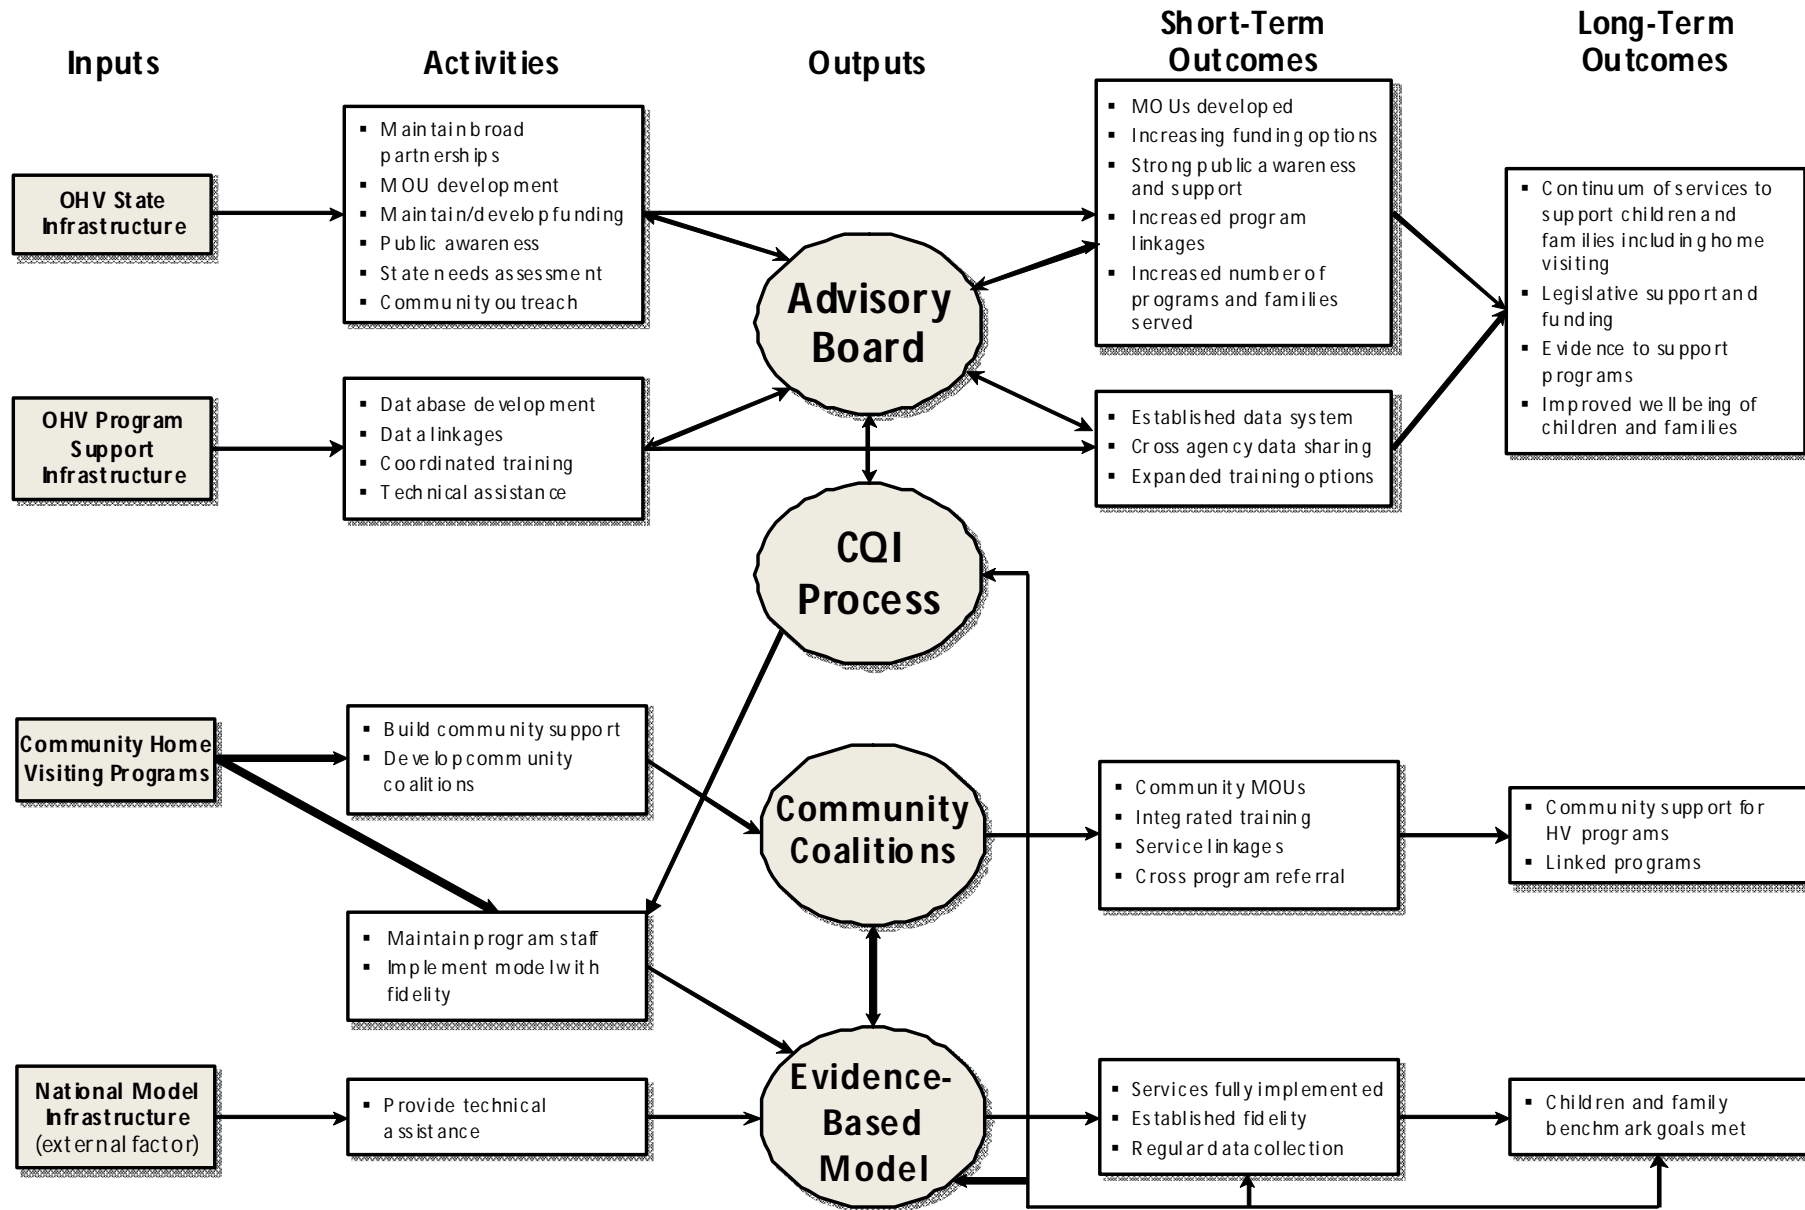 Inputs
Activities
Outputs
Short-Term
Outcomes
Long-Term
Outcomes
OHV State
Infrastructure
▪ Maintain broad
partnerships
▪ MOU development
▪ Maintain/develop funding
▪ Public awareness
▪ State needs assessment
▪ Community outreach
Advisory
Board
▪ MOUs developed
▪ Increasing funding options
▪ Strong public awareness
and support
▪ Increased program
linkages
▪ Increased number of
programs and families
served
▪ Continuum of services to
support children and
families including home
visiting
▪ Legislative support and
funding
▪ Evidence to support
programs
▪ Improved well being of
children and families
OHV Program
Support
Infrastructure
▪ Database development
▪ Data linkages
▪ Coordinated training
▪ Technical assistance
▪ Established data system
▪ Cross agency data sharing
▪ Expanded training options
CQI
Process
Community Home
Visiting Programs
▪ Build community support
▪ Develop community
coalitions
Community
Coalitions
▪ Community MOUs
▪ Integrated training
▪ Service linkages
▪ Cross program referral
▪ Community support for
HV programs
▪ Linked programs
▪ Maintain program staff
▪ Implement model with
fidelity
National Model
Infrastructure
(external factor)
▪ Provide technical
assistance
Evidence-
Based
Model
▪ Services fully implemented
▪ Established fidelity
▪ Regular data collection
▪ Children and family
benchmark goals met